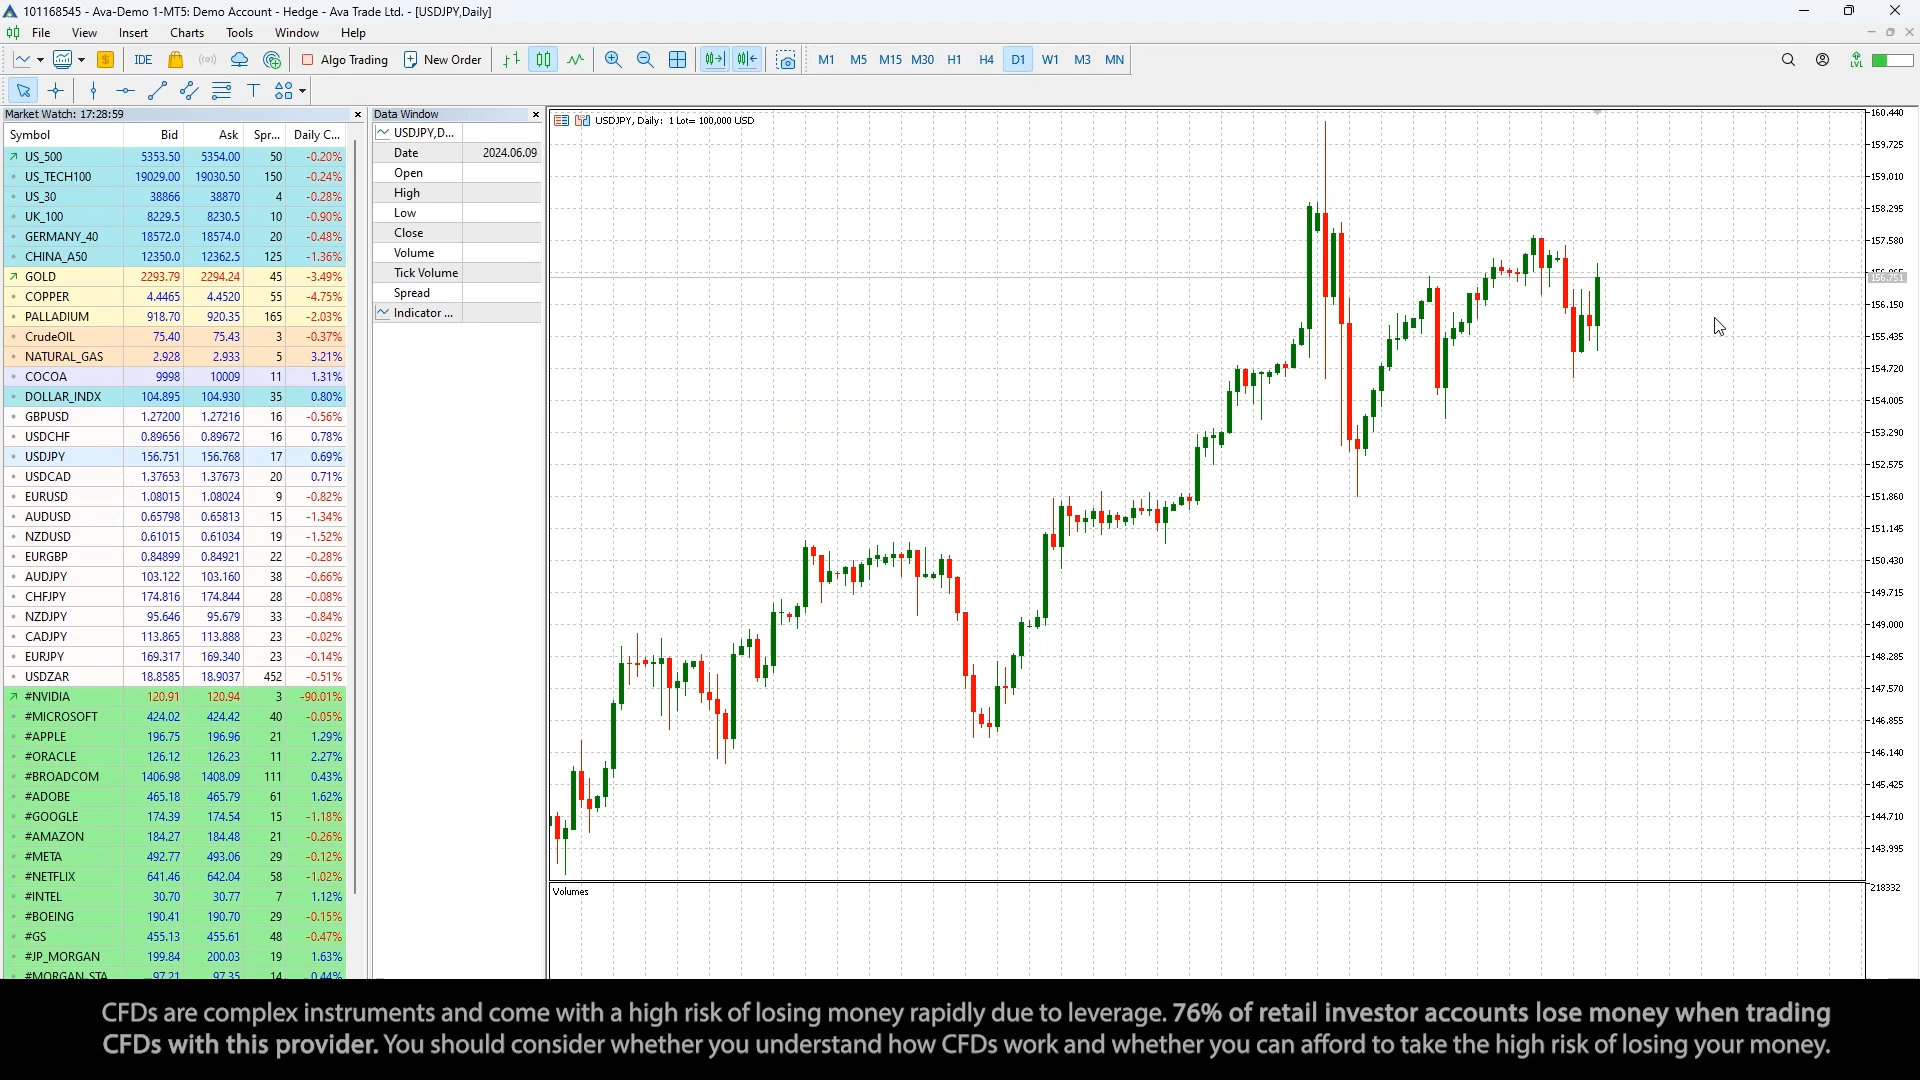 101168545 - Ava-Demo 1-MT5: Demo Account - Hedge - Ava Trade Ltd. - [USDJPY,Daily]
File View Insert Charts Tools Window Help
IDE Algo Trading New Order M1 M5 M15 M30 H1 H4 D1 W1 M3 MN LVL
Market Watch: 17:28:59
Symbol Bid Ask Spr... Daily C...
US_500 5353.50 5354.00 50 -0.20%
US_TECH100 19029.00 19030.50 150 -0.24%
US_30 38866 38870 4 -0.28%
UK_100 8229.5 8230.5 10 -0.90%
GERMANY_40 18572.0 18574.0 20 -0.48%
CHINA_A50 12350.0 12362.5 125 -1.36%
GOLD 2293.79 2294.24 45 -3.49%
COPPER 4.4465 4.4520 55 -4.75%
PALLADIUM 918.70 920.35 165 -2.03%
CrudeOIL 75.40 75.43 3 -0.37%
NATURAL_GAS 2.928 2.933 5 3.21%
COCOA 9998 10009 11 1.31%
DOLLAR_INDX 104.895 104.930 35 0.80%
GBPUSD 1.27200 1.27216 16 -0.56%
USDCHF 0.89656 0.89672 16 0.78%
USDJPY 156.751 156.768 17 0.69%
USDCAD 1.37653 1.37673 20 0.71%
EURUSD 1.08015 1.08024 9 -0.82%
AUDUSD 0.65798 0.65813 15 -1.34%
NZDUSD 0.61015 0.61034 19 -1.52%
EURGBP 0.84899 0.84921 22 -0.28%
AUDJPY 103.122 103.160 38 -0.66%
CHFJPY 174.816 174.844 28 -0.08%
NZDJPY 95.646 95.679 33 -0.84%
CADJPY 113.865 113.888 23 -0.02%
EURJPY 169.317 169.340 23 -0.14%
USDZAR 18.8585 18.9037 452 -0.51%
#NVIDIA 120.91 120.94 3 -90.01%
#MICROSOFT 424.02 424.42 40 -0.05%
#APPLE 196.75 196.96 21 1.29%
#ORACLE 126.12 126.23 11 2.27%
#BROADCOM 1406.98 1408.09 111 0.43%
#ADOBE 465.18 465.79 61 1.62%
#GOOGLE 174.39 174.54 15 -1.18%
#AMAZON 184.27 184.48 21 -0.26%
#META 492.77 493.06 29 -0.12%
#NETFLIX 641.46 642.04 58 -1.02%
#INTEL 30.70 30.77 7 1.12%
#BOEING 190.41 190.70 29 -0.15%
#GS 455.13 455.61 48 -0.47%
#JP_MORGAN 199.84 200.03 19 1.63%
#MORGAN_STA 97.21 97.35 14 0.44%
Data Window
USDJPY,D...
Date 2024.06.09
Open
High
Low
Close
Volume
Tick Volume
Spread
Indicator ...
USDJPY, Daily: 1 Lot= 100,000 USD
160.440
159.725
159.010
158.295
157.580
156.751
156.150
155.435
154.720
154.005
153.290
152.575
151.860
151.145
150.430
149.715
149.000
148.285
147.570
146.855
146.140
145.425
144.710
143.995
Volumes
218332
CFDs are complex instruments and come with a high risk of losing money rapidly due to leverage. 76% of retail investor accounts lose money when trading
CFDs with this provider. You should consider whether you understand how CFDs work and whether you can afford to take the high risk of losing your money.